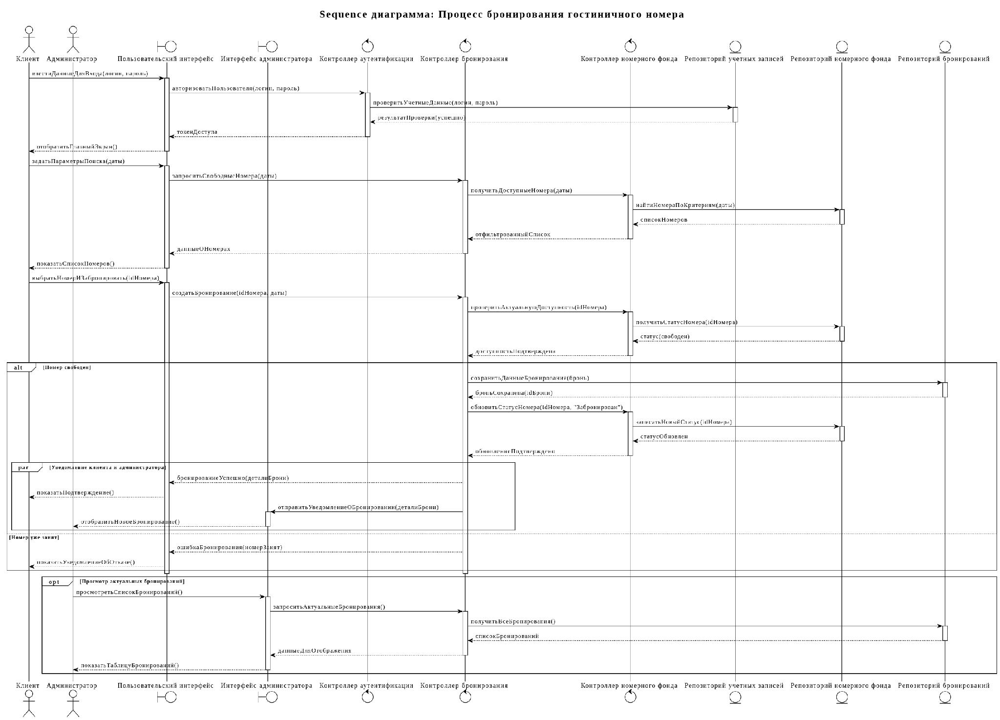 Sequence диаграмма: Процесс бронирования гостиничного номера
Клиент Администратор Пользовательский интерфейс Интерфейс администратора Контроллер аутентификации Контроллер бронирования Контроллер номерного фонда Репозиторий учетных записей Репозиторий номерного фонда Репозиторий бронирований
ввестиДанныеДляВхода(логин, пароль)
авторизоватьПользователя(логин, пароль)
проверитьУчетныеДанные(логин, пароль)
результатПроверки(успешно)
токенДоступа
отобразитьГлавныйЭкран()
задатьПараметрыПоиска(даты)
запроситьСвободныеНомера(даты)
получитьДоступныеНомера(даты)
найтиНомераПоКритериям(даты)
списокНомеров
отфильтрованныйСписок
данныеОНомерах
показатьСписокНомеров()
выбратьНомерИЗабронировать(idНомера)
создатьБронирование(idНомера, даты)
проверитьАктуальнуюДоступность(idНомера)
получитьСтатусНомера(idНомера)
статус(свободен)
доступностьПодтверждена
alt [Номер свободен]
сохранитьДанныеБронирования(бронь)
броньСохранена(idБрони)
обновитьСтатусНомера(idНомера, "Забронирован")
записатьНовыйСтатус(idНомера)
статусОбновлен
обновлениеПодтверждено
par [Уведомление клиента и администратора]
бронированиеУспешно(деталиБрони)
показатьПодтверждение()
отправитьУведомлениеОБронировании(деталиБрони)
отобразитьНовоеБронирование()
[Номер уже занят]
ошибкаБронирования(номерЗанят)
показатьУведомлениеОбОтказе()
opt [Просмотр актуальных бронирований]
просмотретьСписокБронирований()
запроситьАктуальныеБронирования()
получитьВсеБронирования()
списокБронирований
данныеДляОтображения
показатьТаблицуБронирований()
Клиент Администратор Пользовательский интерфейс Интерфейс администратора Контроллер аутентификации Контроллер бронирования Контроллер номерного фонда Репозиторий учетных записей Репозиторий номерного фонда Репозиторий бронирований